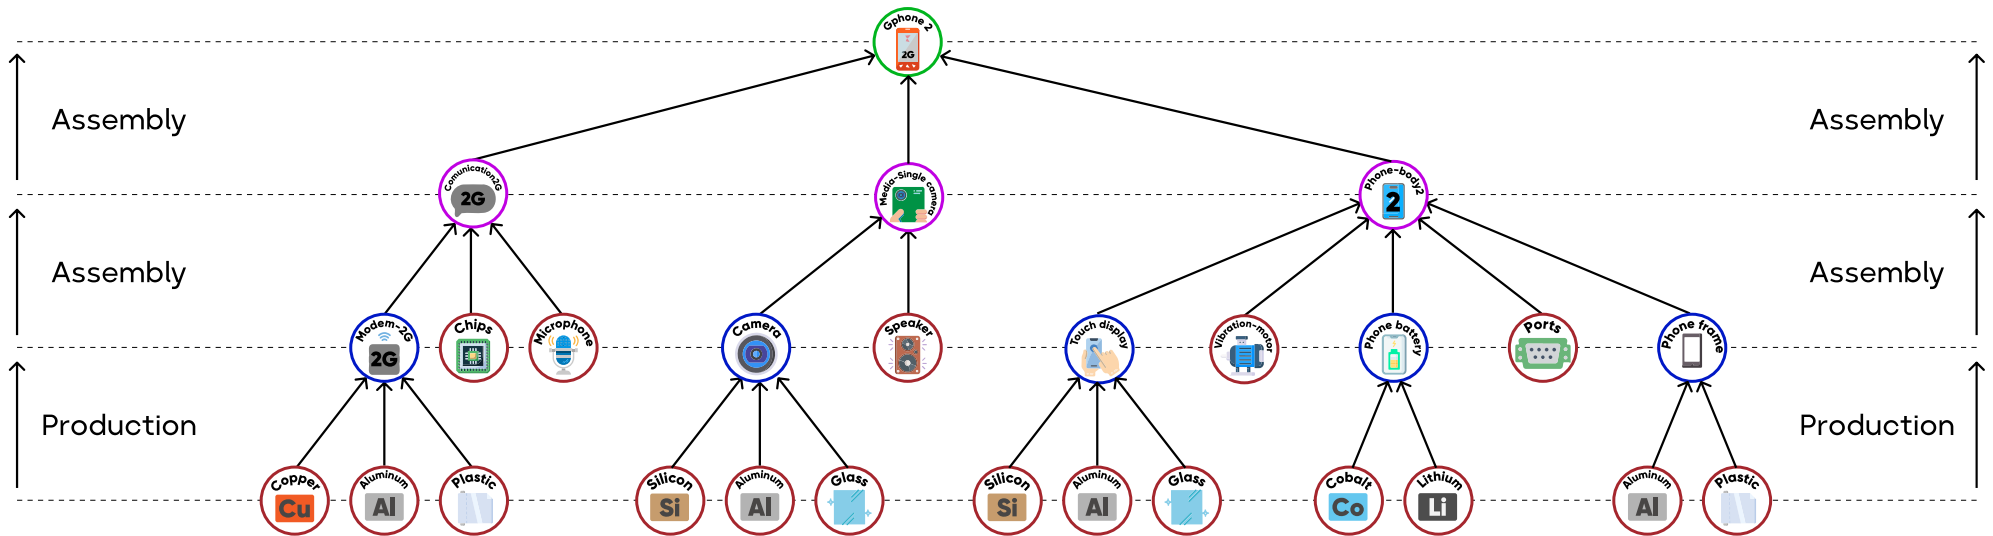 Gphone 2
2G
Assembly
Assembly
Comunication2G
2G
Media-Single camera
Phone-body2
2
Assembly
Assembly
Modem-2G
2G
Chips
Microphone
Camera
Speaker
Touch display
Vibration-motor
Phone battery
Ports
Phone frame
Production
Production
Copper
Cu
Aluminum
Al
Plastic
Silicon
Si
Aluminum
Al
Glass
Silicon
Si
Aluminum
Al
Glass
Cobalt
Co
Lithium
Li
Aluminum
Al
Plastic